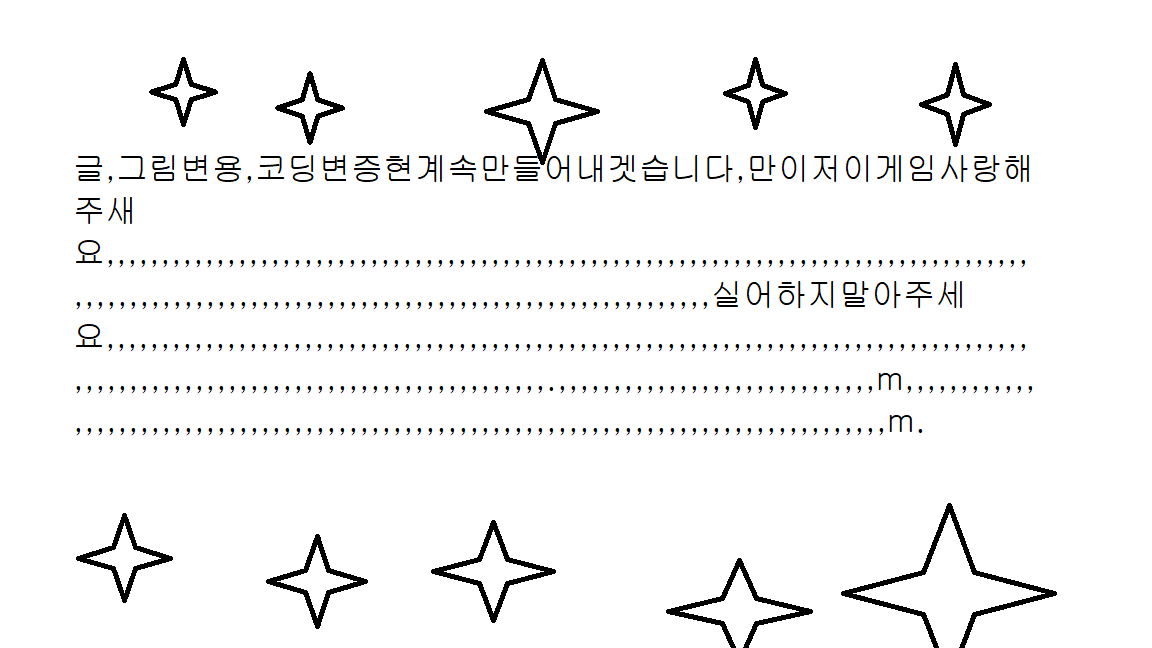 글,그림변용,코딩변증현계속만들어내겟습니다,만이저이게임사랑해
주새
요,,,,,,,,,,,,,,,,,,,,,,,,,,,,,,,,,,,,,,,,,,,,,,,,,,,,,,,,,,,,,,,,,,,,,,,,,,,,,,,,,,,,
,,,,,,,,,,,,,,,,,,,,,,,,,,,,,,,,,,,,,,,,,,,,,,,,,,,,,,,,,,실어하지말아주세
요,,,,,,,,,,,,,,,,,,,,,,,,,,,,,,,,,,,,,,,,,,,,,,,,,,,,,,,,,,,,,,,,,,,,,,,,,,,,,,,,,,,,
,,,,,,,,,,,,,,,,,,,,,,,,,,,,,,,,,,,,,,,,,,,.,,,,,,,,,,,,,,,,,,,,,,,,,,,,,m,,,,,,,,,,,,
,,,,,,,,,,,,,,,,,,,,,,,,,,,,,,,,,,,,,,,,,,,,,,,,,,,,,,,,,,,,,,,,,,,,,,,,,,m.